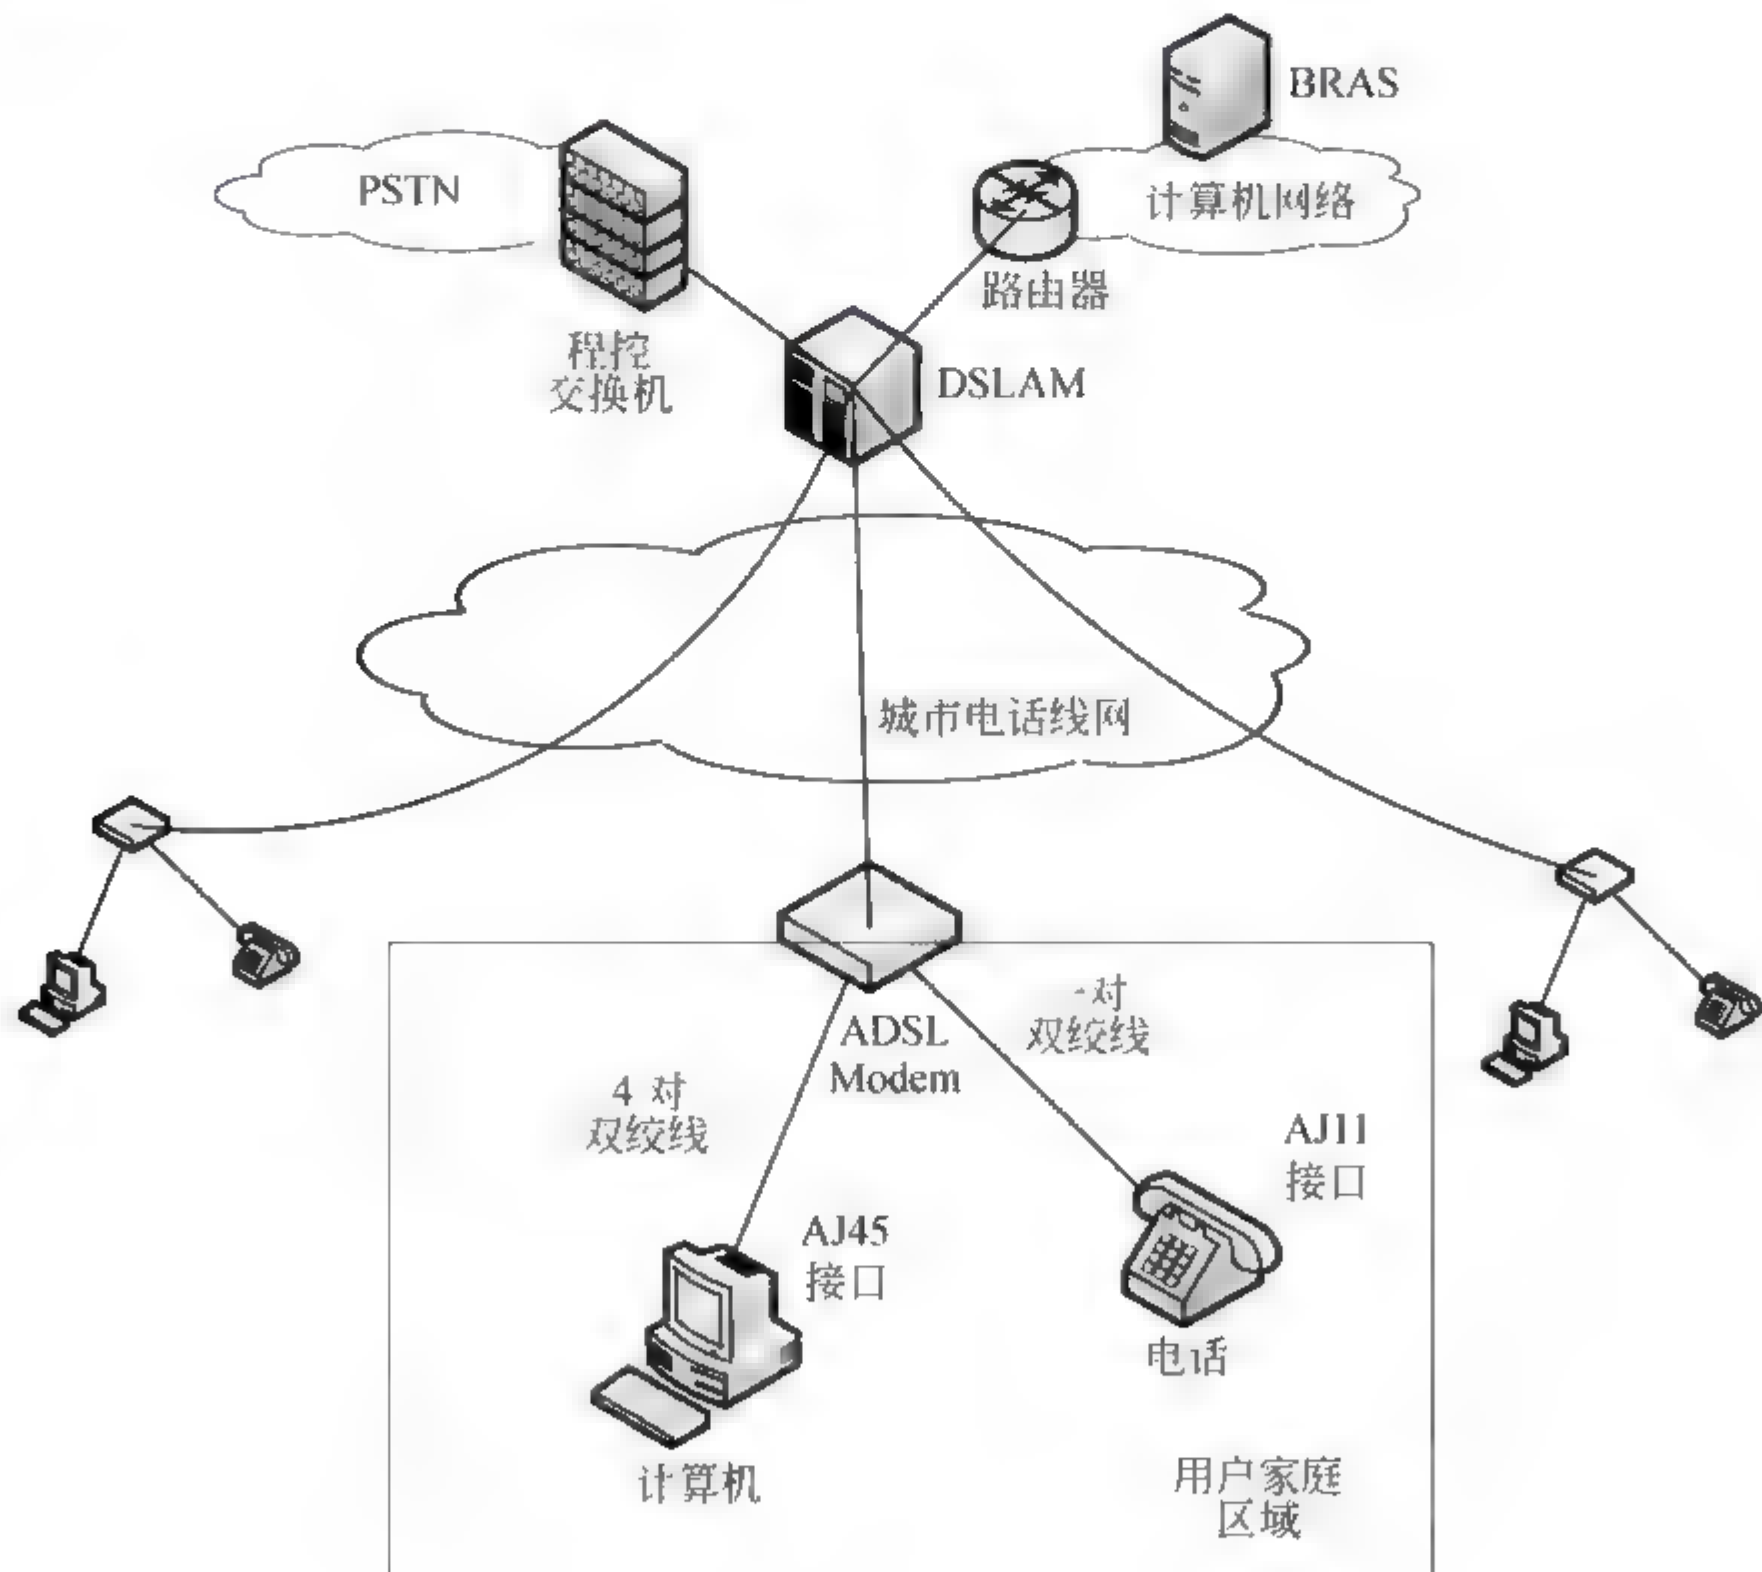 BRAS
PSTN
计算机网络
路由器
程控
交换机
DSLAM
城市电话线网
-对
双绞线
ADSL
Modem
4 对
双绞线
AJ11
接口
AJ45
接口
电话
计算机
用户家庭
区域